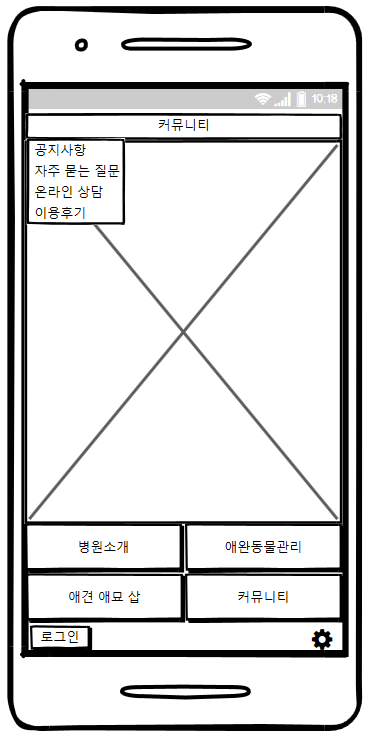 10:18
커뮤니티
공지사항
자주 묻는 질문
온라인 상담
이용후기
병원소개
애완동물관리
애견 애묘 샵
커뮤니티
로그인